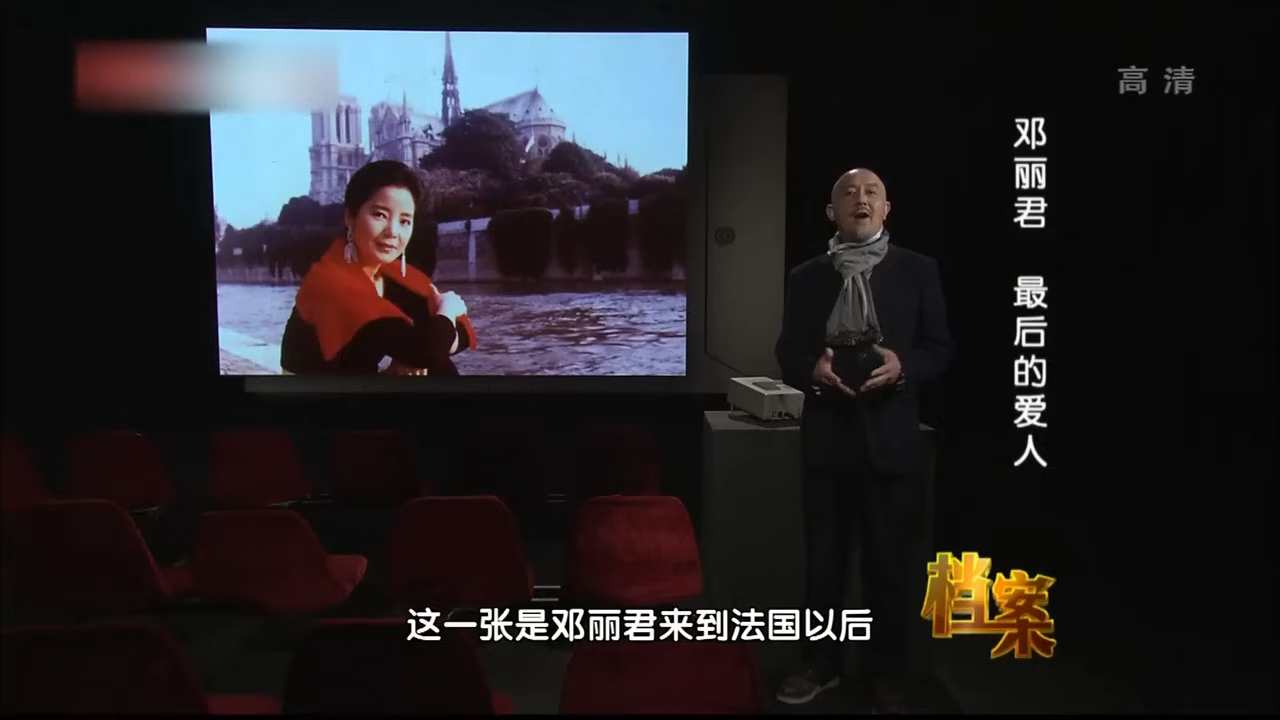 高清
邓丽君 最后的爱人
档案
这一张是邓丽君来到法国以后